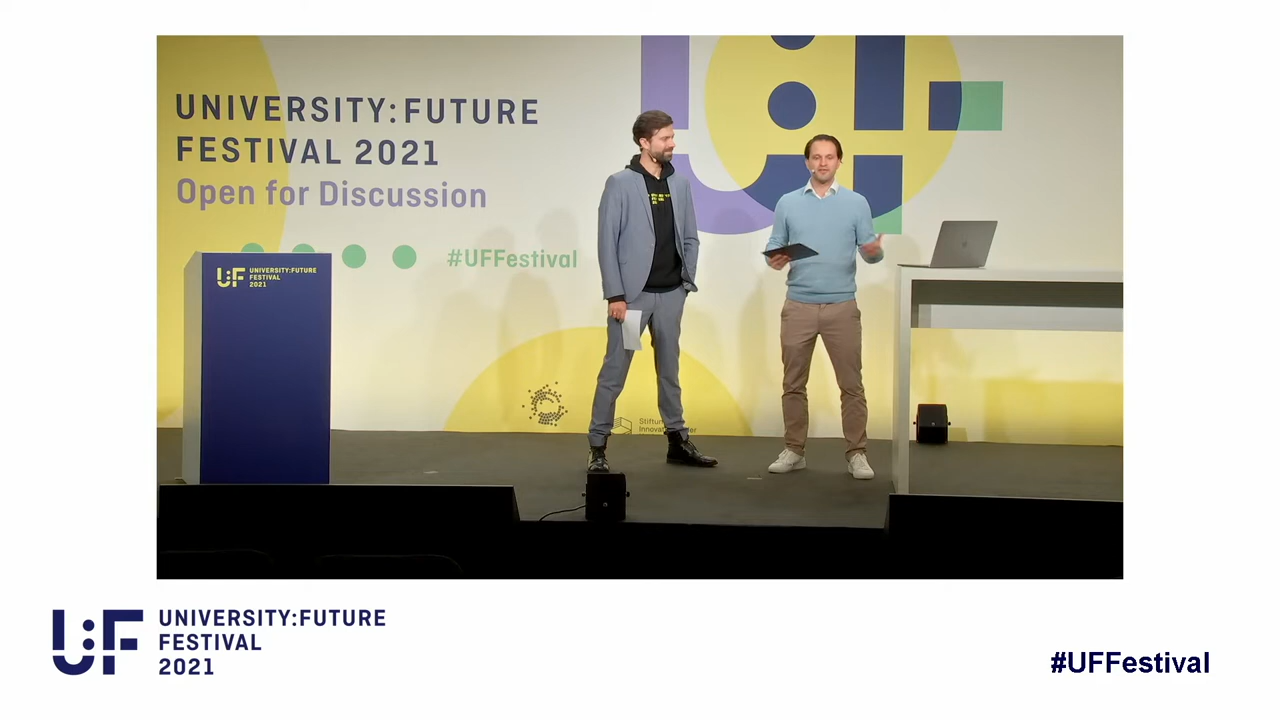 UNIVERSITY:FUTURE
FESTIVAL 2021
Open for Discussion
#UFFestival
U:F
UNIVERSITY:FUTURE
FESTIVAL
2021
U:F
UNIVERSITY:FUTURE
FESTIVAL
2021
#UFFestival